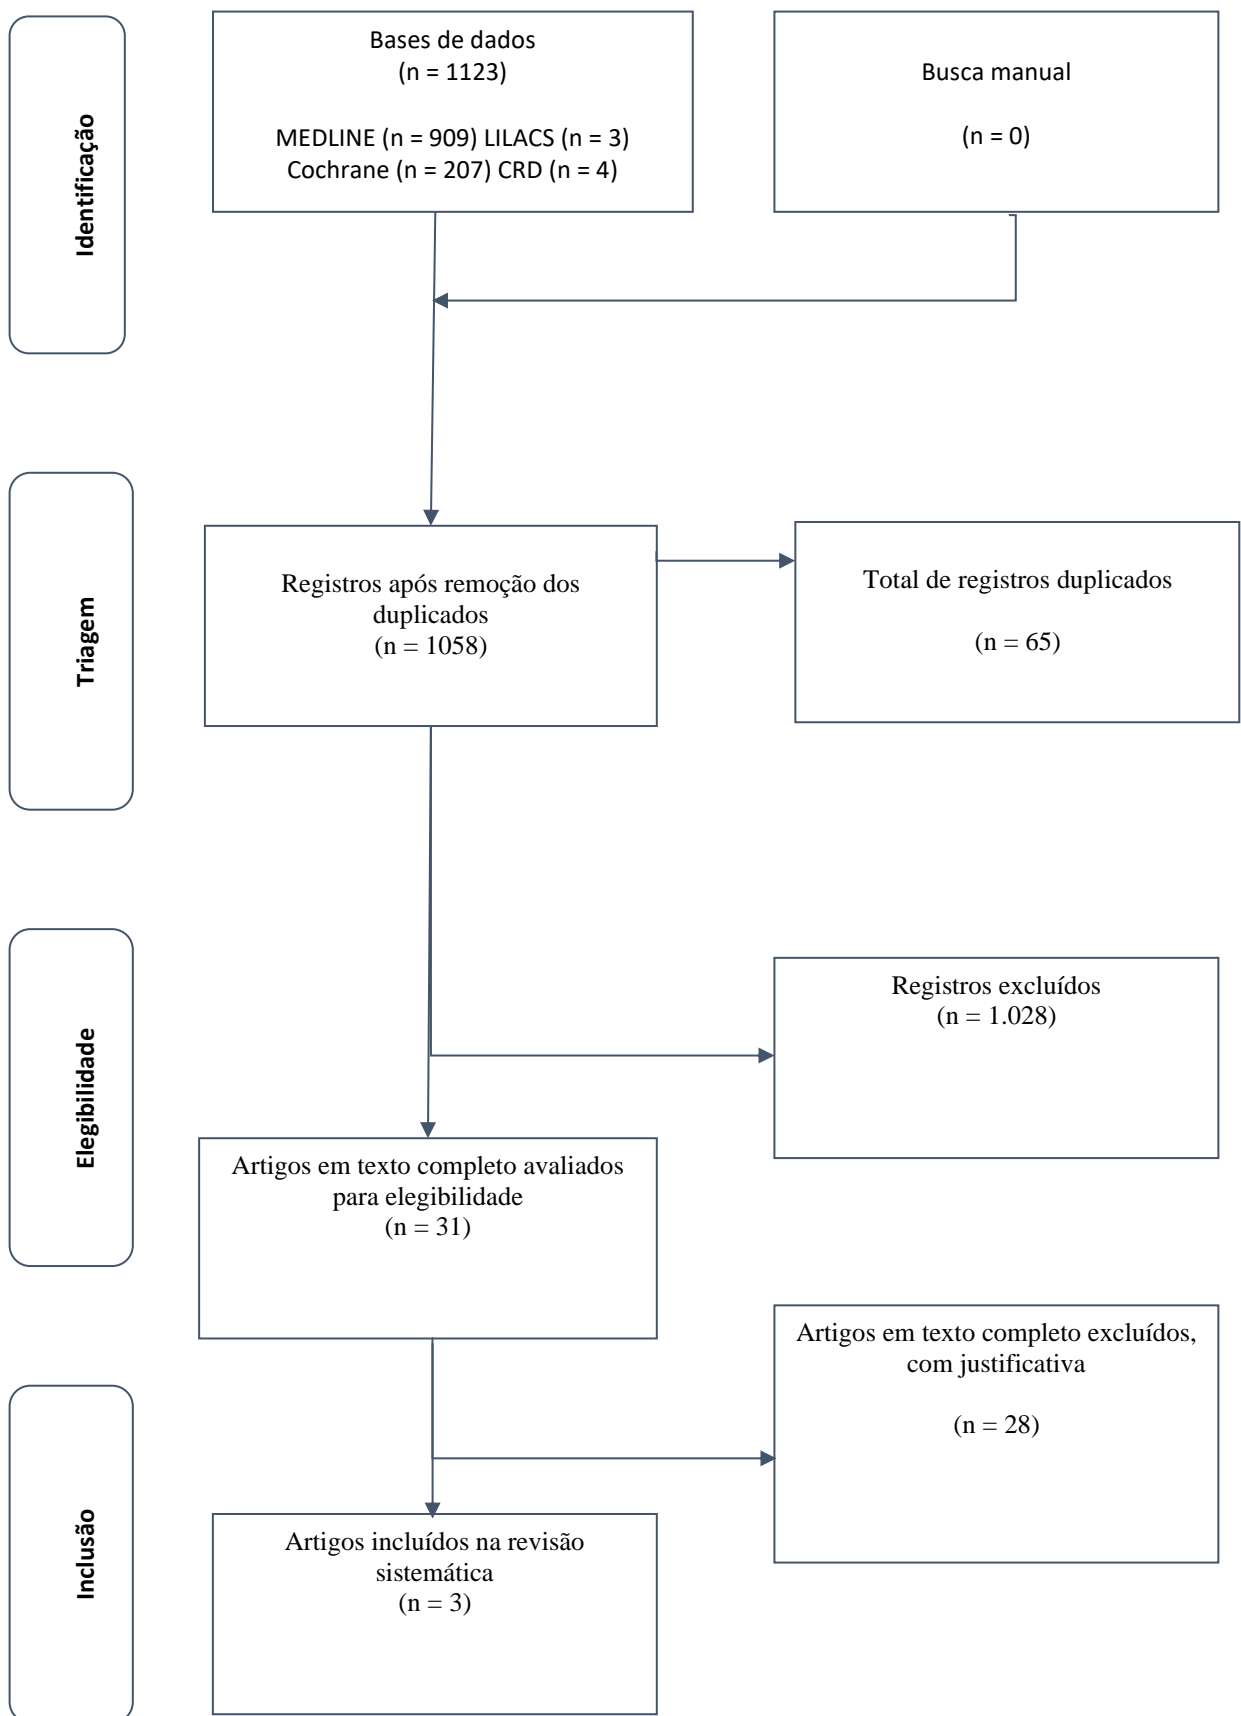 Identificação
Bases de dados
(n = 1123)
MEDLINE (n = 909) LILACS (n = 3)
Cochrane (n = 207) CRD (n = 4)
Busca manual
(n = 0)
Triagem
Registros após remoção dos
duplicados
(n = 1058)
Total de registros duplicados
(n = 65)
Elegibilidade
Registros excluídos
(n = 1.028)
Artigos em texto completo avaliados
para elegibilidade
(n = 31)
Artigos em texto completo excluídos,
com justificativa
(n = 28)
Inclusão
Artigos incluídos na revisão
sistemática
(n = 3)